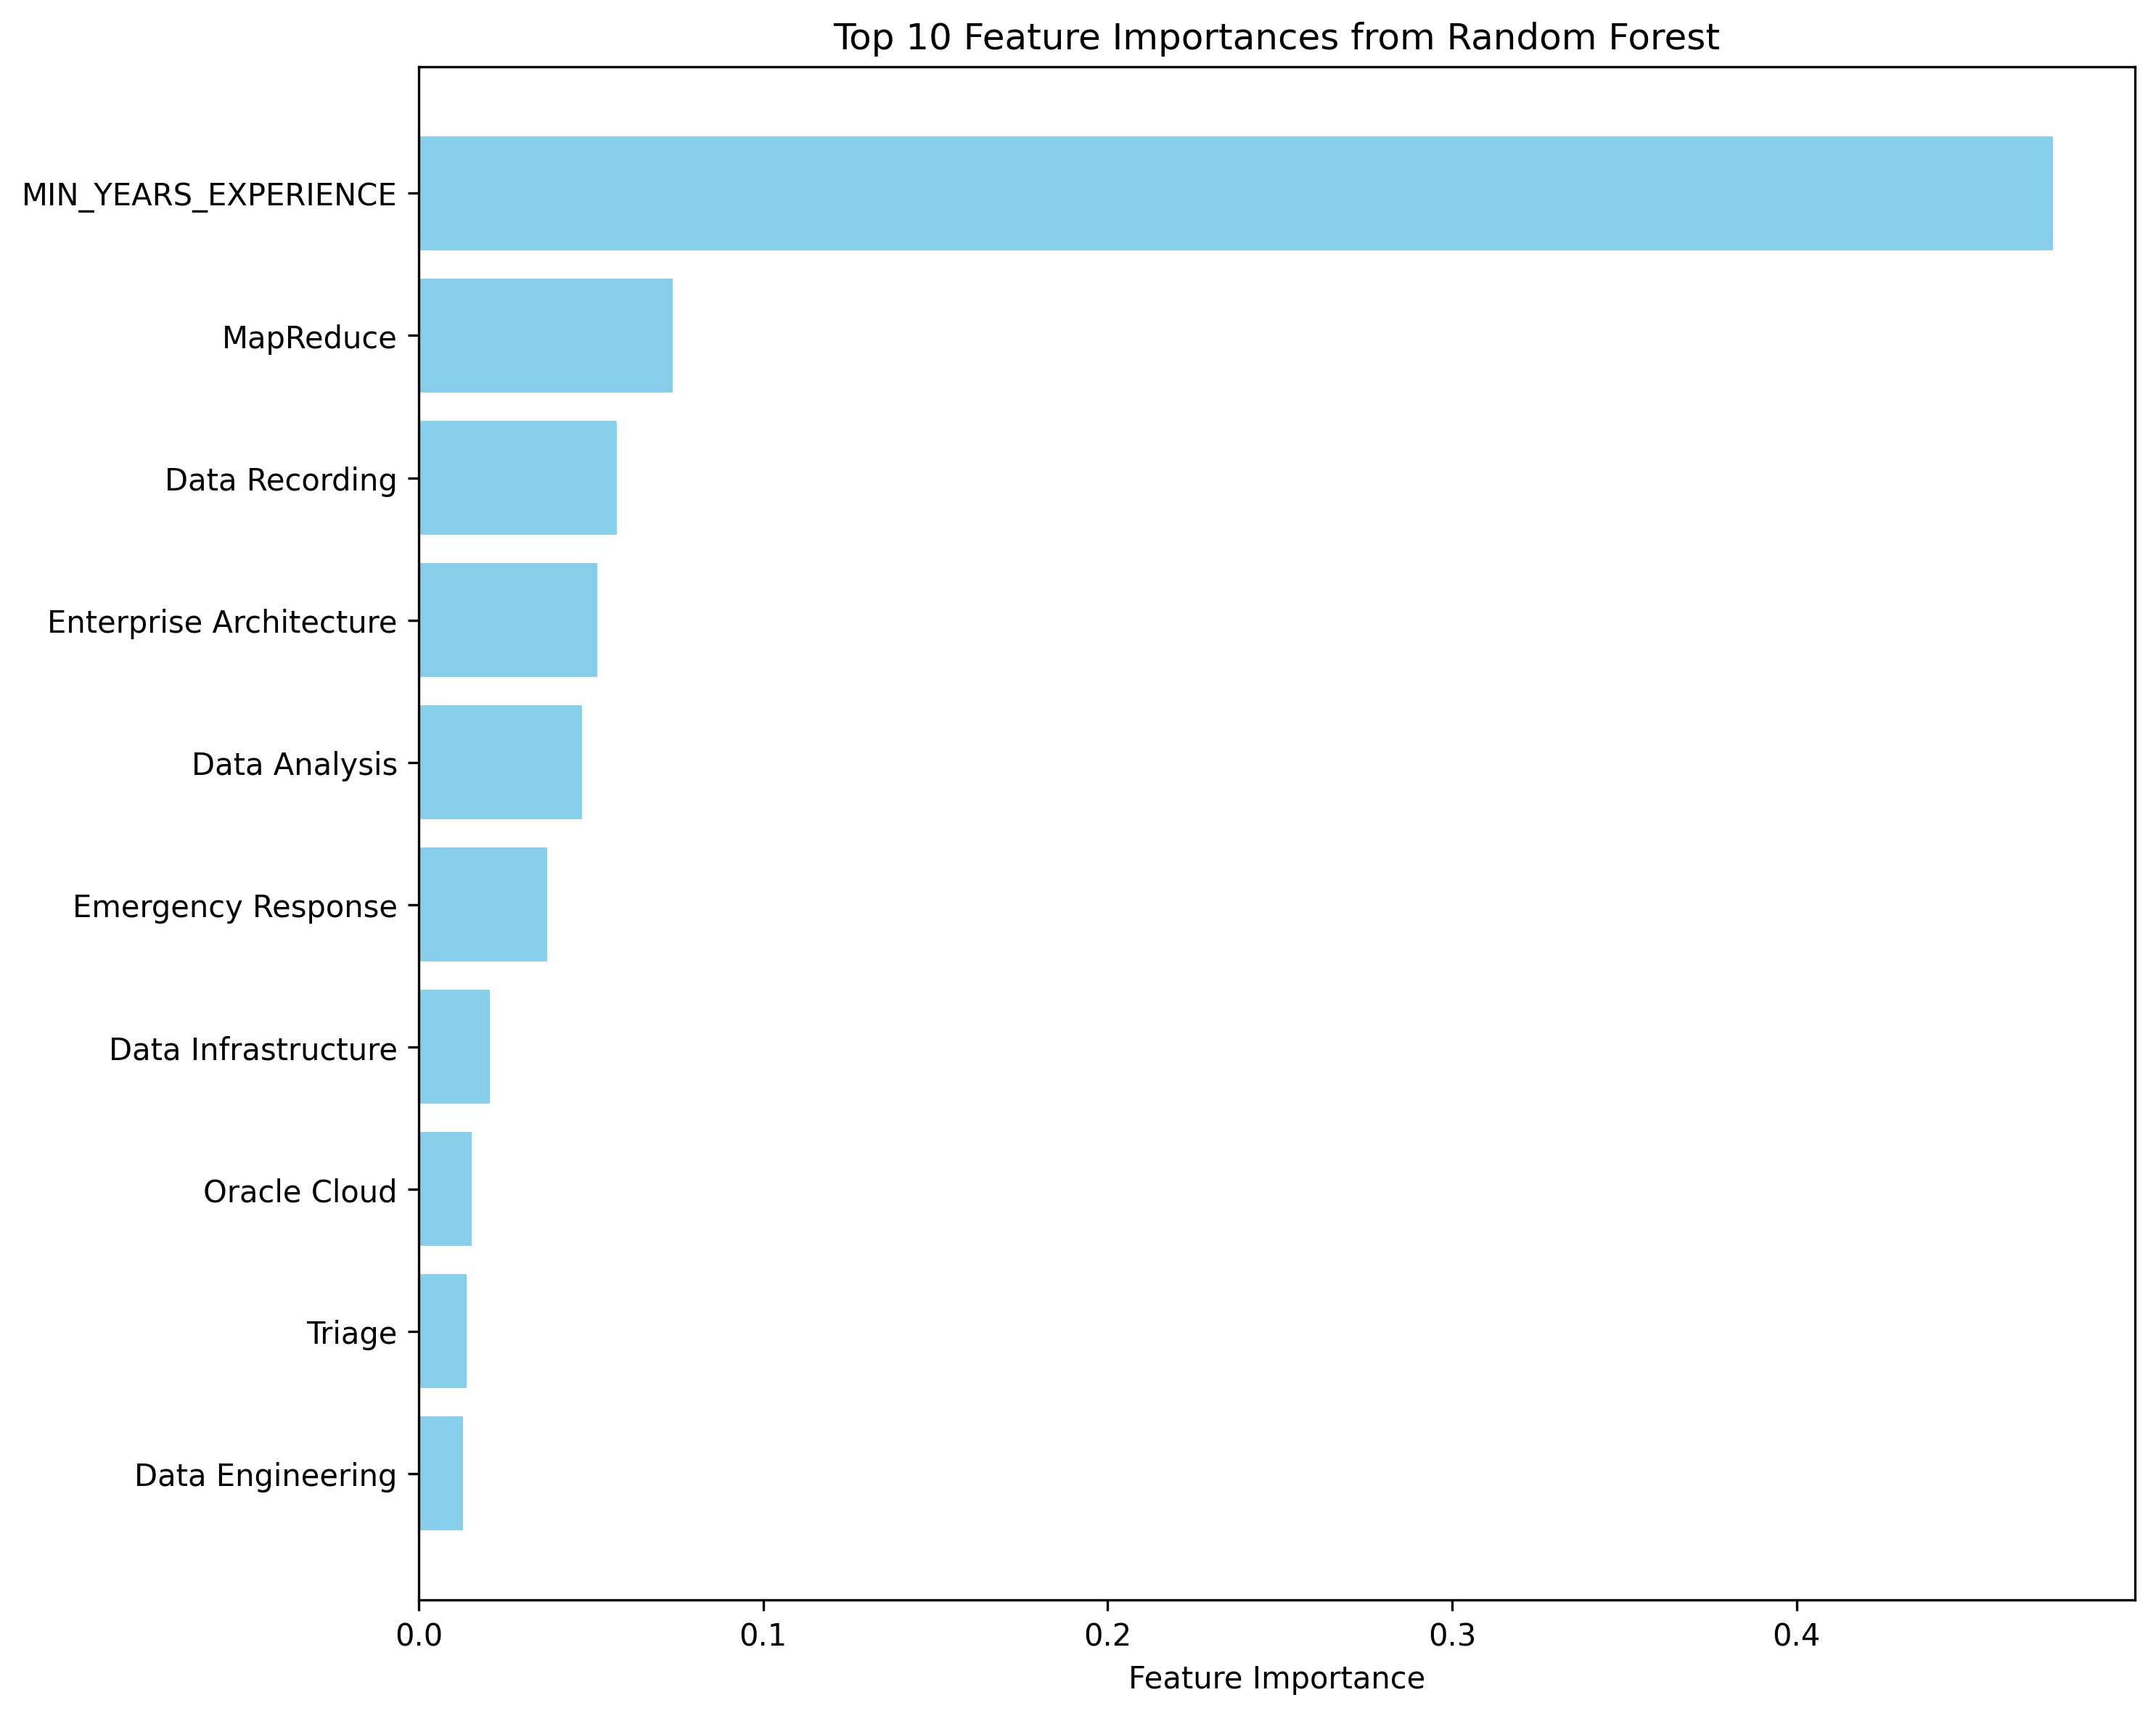 Top 10 Feature Importances from Random Forest
MIN_YEARS_EXPERIENCE
MapReduce
Data Recording
Enterprise Architecture
Data Analysis
Emergency Response
Data Infrastructure
Oracle Cloud
Triage
Data Engineering
0.0 0.1 0.2 0.3 0.4
Feature Importance